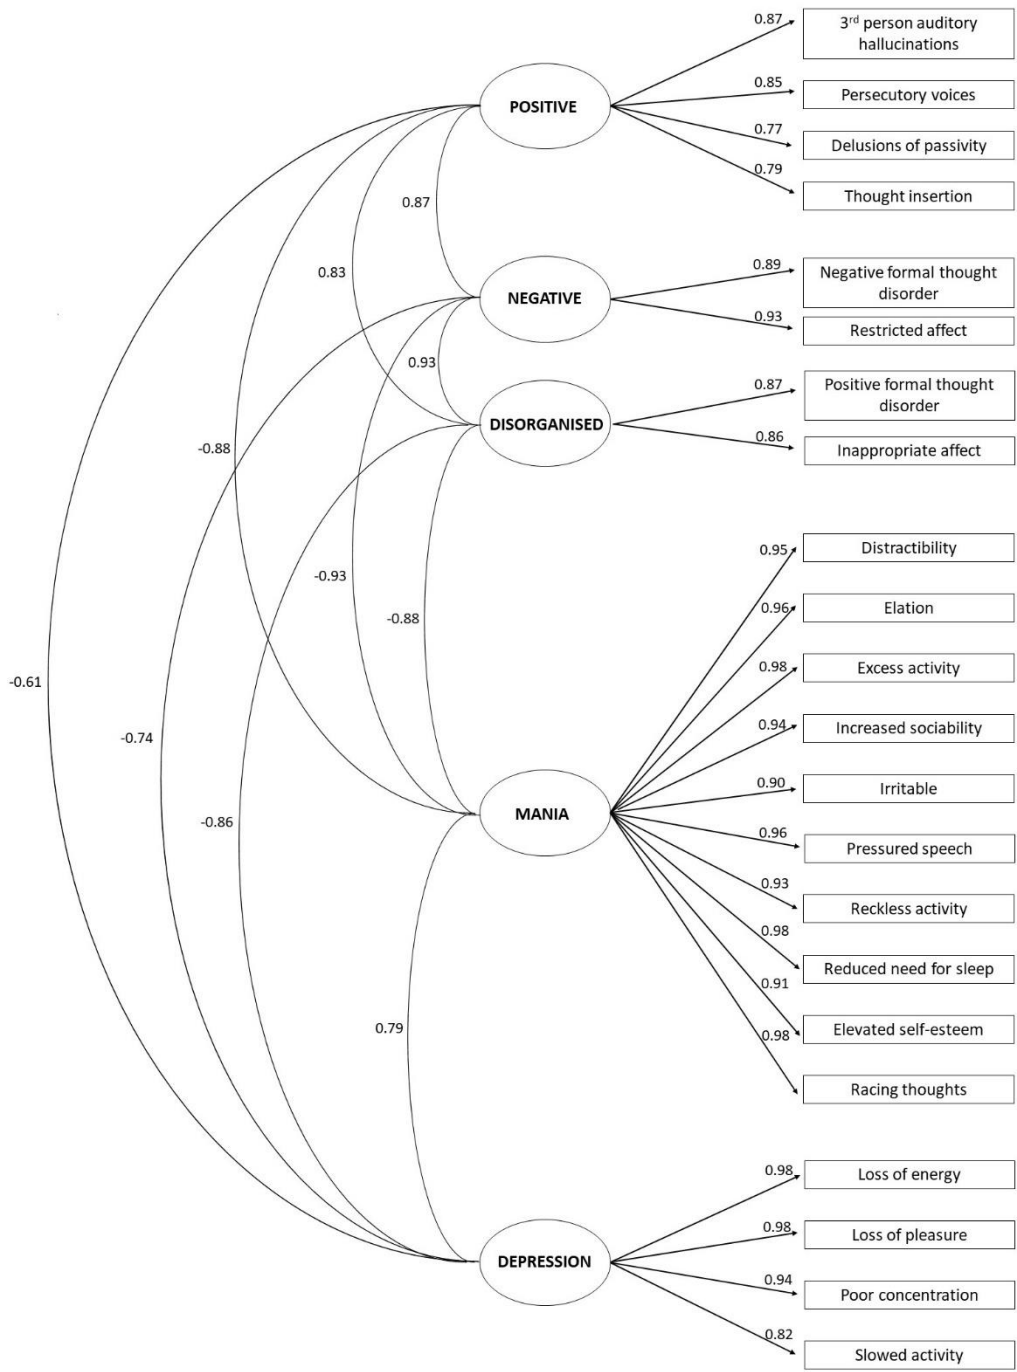 0.87
3rd person auditory
hallucinations
POSITIVE
0.85
Persecutory voices
0.77
Delusions of passivity
0.79
Thought insertion
0.87
0.83
0.89
Negative formal thought
disorder
NEGATIVE
0.93
Restricted affect
0.93
0.87
Positive formal thought
disorder
DISORGANISED
0.86
Inappropriate affect
-0.88
0.95
Distractibility
-0.93
0.96
Elation
-0.88
0.98
Excess activity
-0.61
0.94
Increased sociability
-0.74
0.90
Irritable
MANIA
-0.86
0.96
Pressured speech
0.93
Reckless activity
0.98
Reduced need for sleep
0.91
Elevated self-esteem
0.79
0.98
Racing thoughts
0.98
Loss of energy
0.98
Loss of pleasure
DEPRESSION
0.94
Poor concentration
0.82
Slowed activity